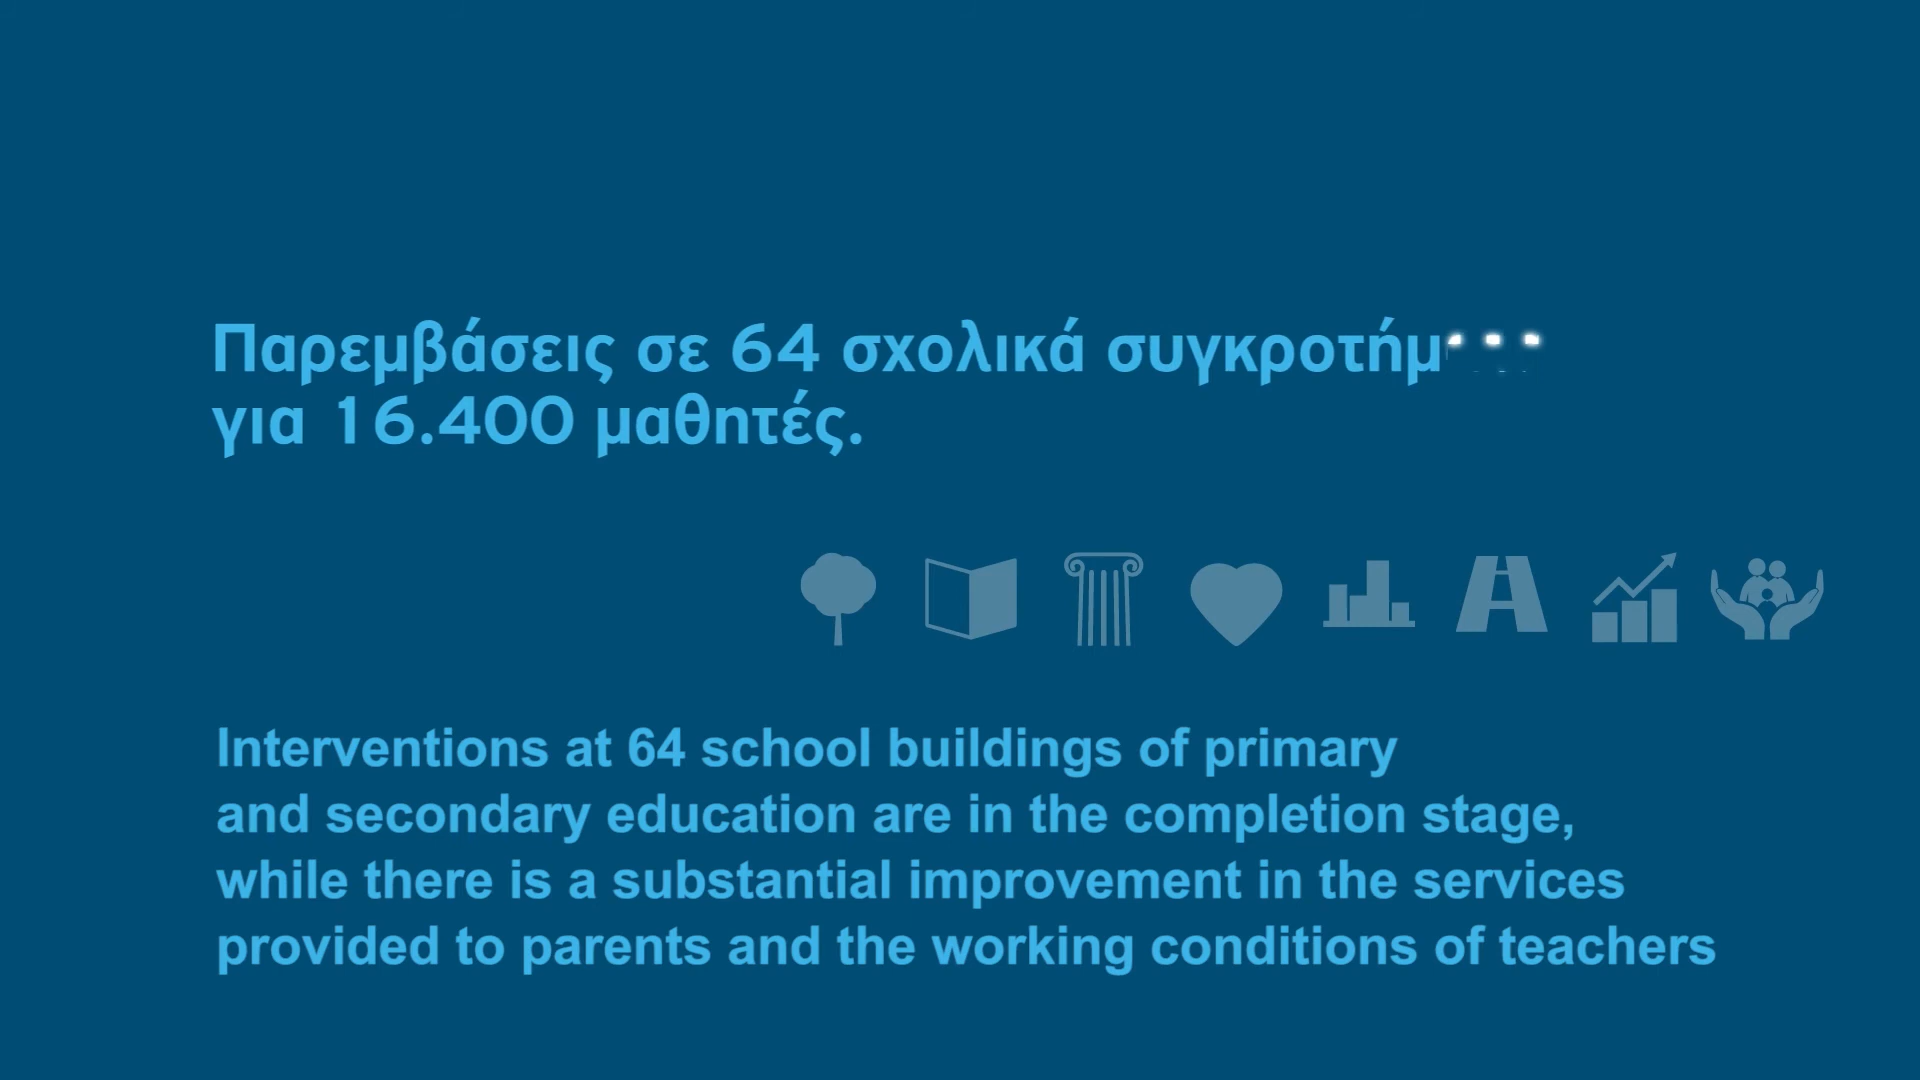 Παρεμβάσεις σε 64 σχολικά
για 16.400 μαθητές.
Interventions at 64 school buildings of primary
and secondary education are in the completion stage,
while there is a substantial improvement in the services
provided to parents and the working conditions of teachers